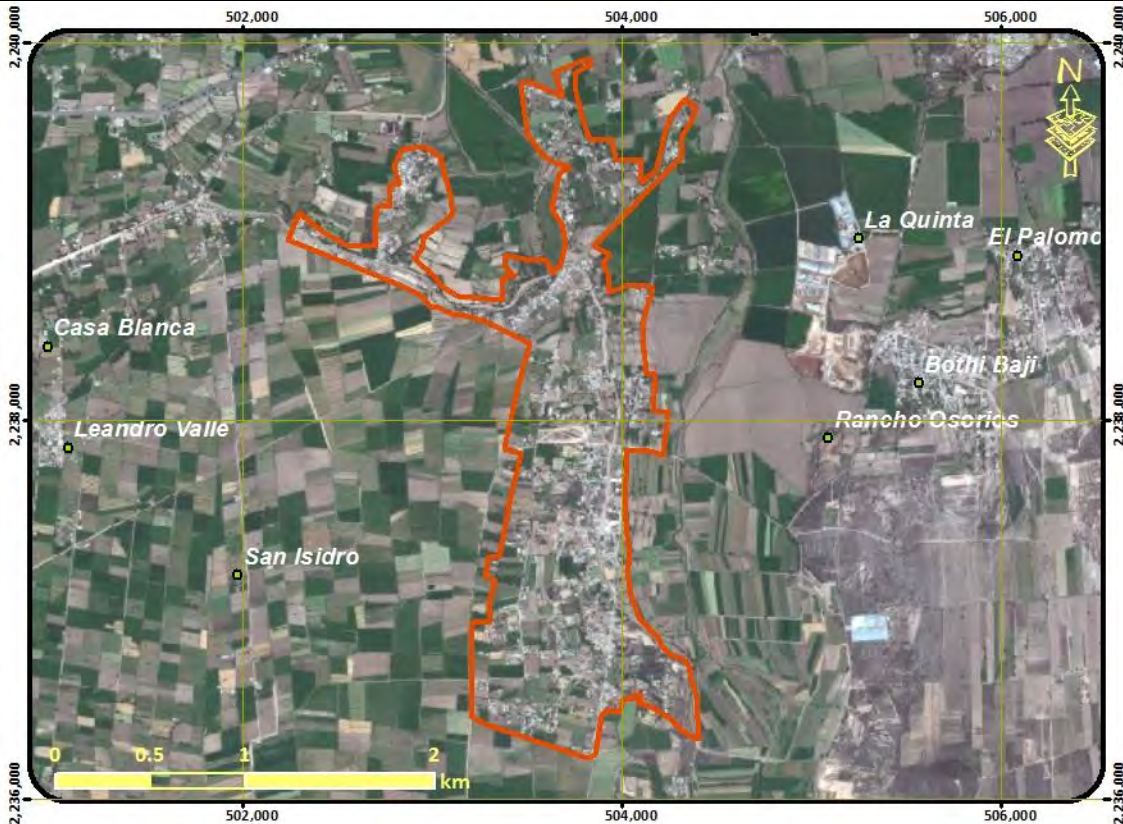 502,000 504,000 506,000
2,240,000 2,240,000
N
La Quinta
El Palomo
Casa Blanca
Bothi Baji
2,238,000 Leandro Valle Rancho Osorios 2,238,000
San Isidro
0 0.5 1 2
km
2,236,000 2,236,000
502,000 504,000 506,000